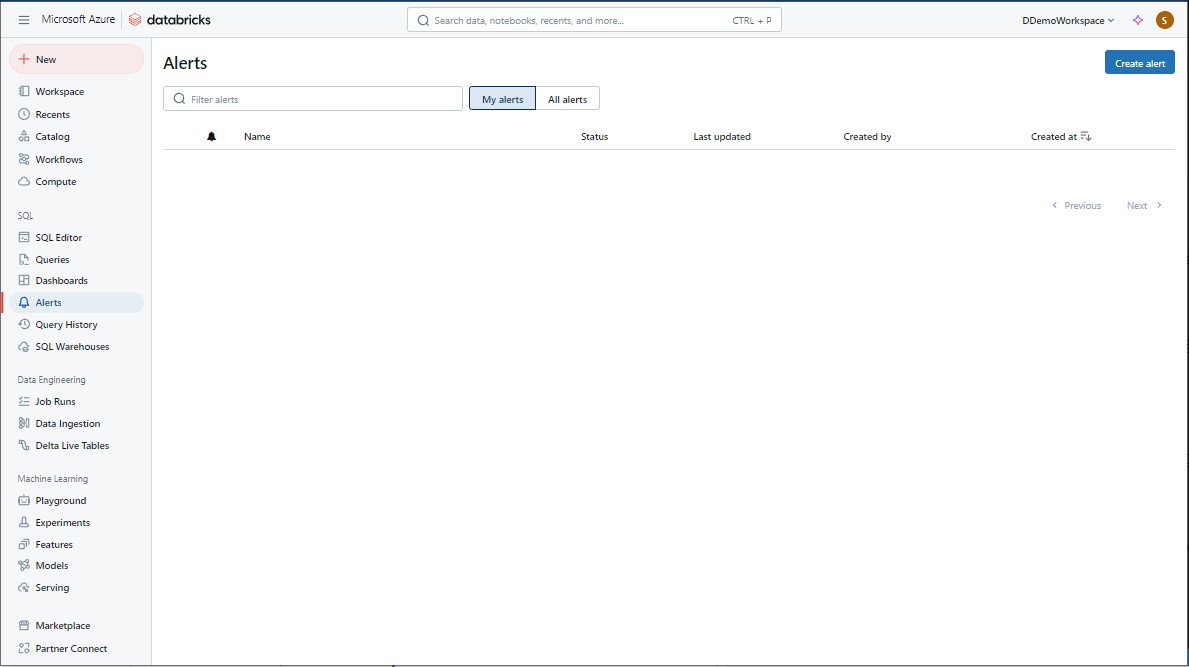 Microsoft Azure databricks Search data, notebooks, recents, and more... CTRL + P DDemoWorkspace S
New
Workspace
Recents
Catalog
Workflows
Compute
SQL
SQL Editor
Queries
Dashboards
Alerts
Query History
SQL Warehouses
Data Engineering
Job Runs
Data Ingestion
Delta Live Tables
Machine Learning
Playground
Experiments
Features
Models
Serving
Marketplace
Partner Connect
Alerts Create alert
Filter alerts My alerts All alerts
Name Status Last updated Created by Created at
Previous Next